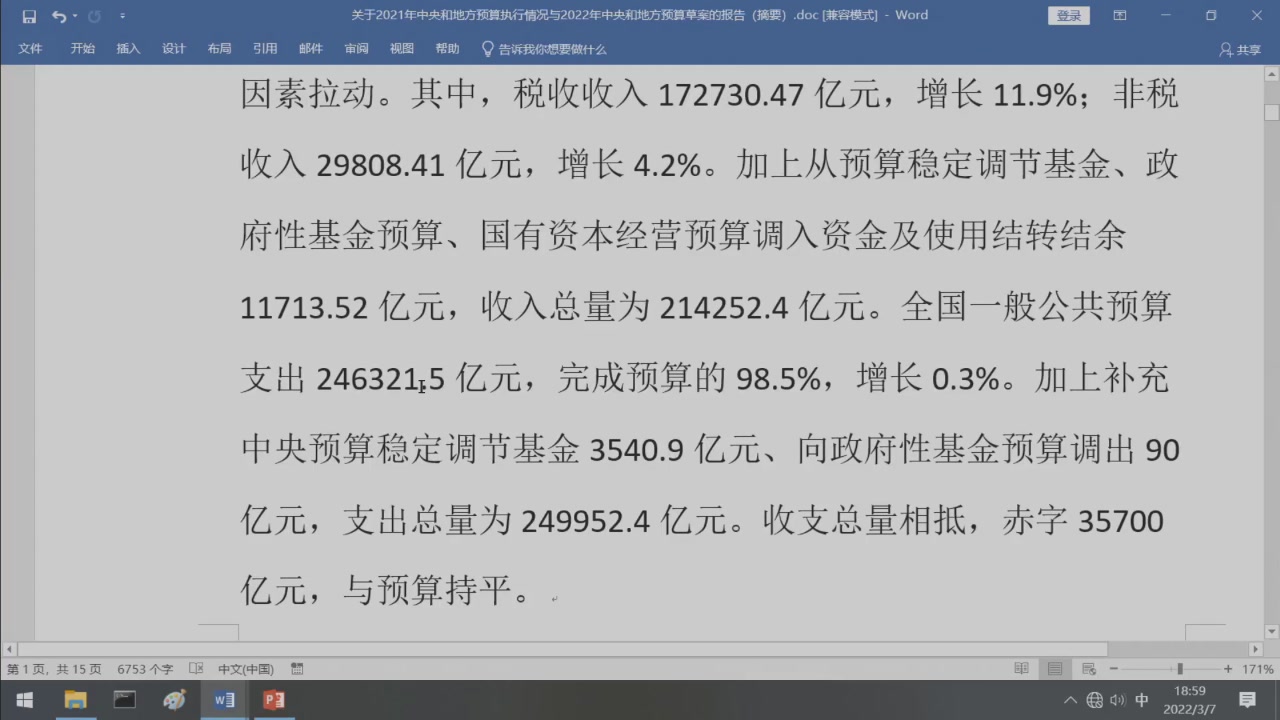 关于2021年中央和地方预算执行情况与2022年中央和地方预算草案的报告（摘要）.doc [兼容模式] - Word
登录
文件 开始 插入 设计 布局 引用 邮件 审阅 视图 帮助 告诉我你想要做什么 共享
因素拉动。其中，税收收入 172730.47 亿元，增长 11.9%；非税
收入 29808.41 亿元，增长 4.2%。加上从预算稳定调节基金、政
府性基金预算、国有资本经营预算调入资金及使用结转结余
11713.52 亿元，收入总量为 214252.4 亿元。全国一般公共预算
支出 246321.5 亿元，完成预算的 98.5%，增长 0.3%。加上补充
中央预算稳定调节基金 3540.9 亿元、向政府性基金预算调出 90
亿元，支出总量为 249952.4 亿元。收支总量相抵，赤字 35700
亿元，与预算持平。
第 1 页，共 15 页 6753 个字 中文(中国) 171%
中 18:59
2022/3/7